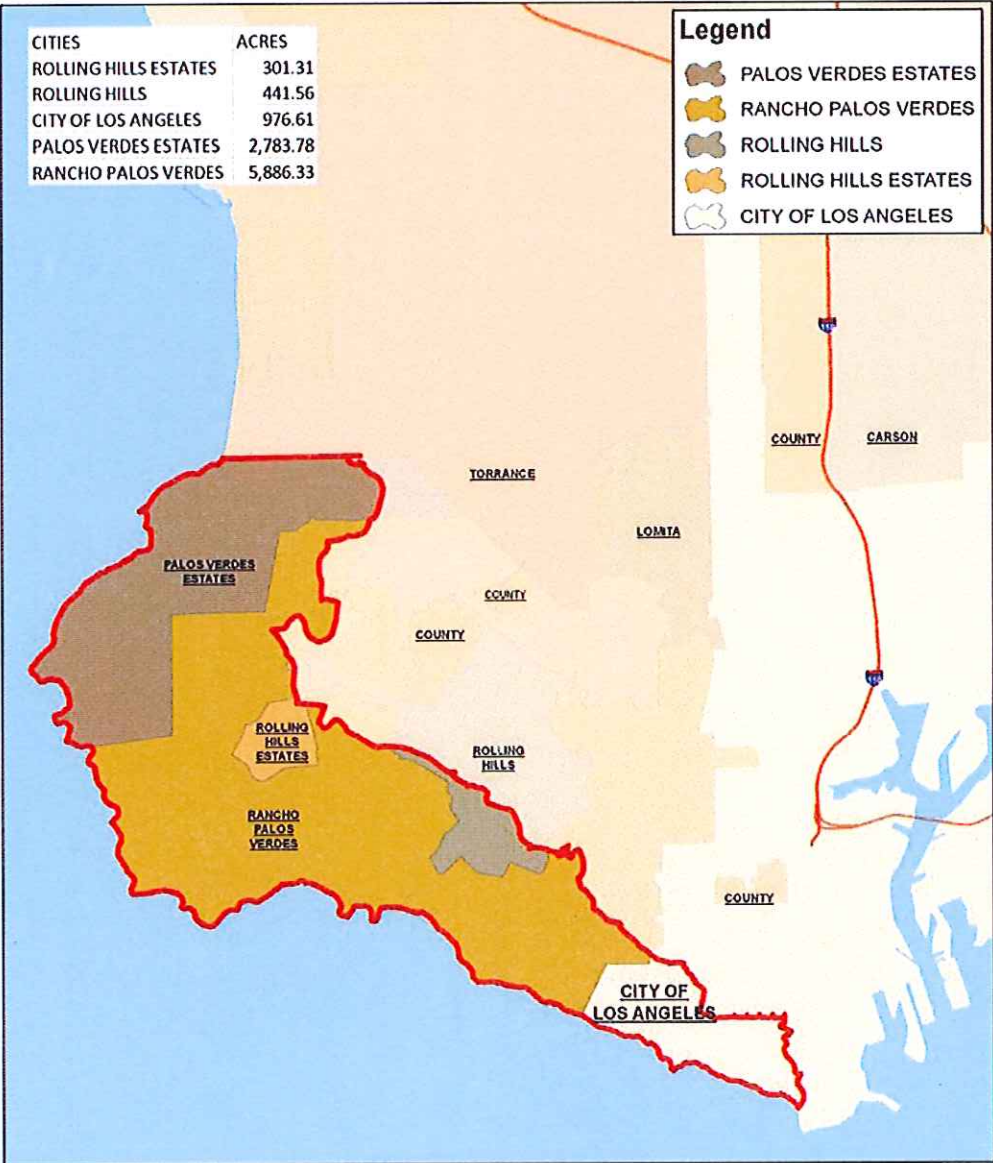 CITIES ACRES
ROLLING HILLS ESTATES 301.31
ROLLING HILLS 441.56
CITY OF LOS ANGELES 976.61
PALOS VERDES ESTATES 2,783.78
RANCHO PALOS VERDES 5,886.33
Legend
PALOS VERDES ESTATES
RANCHO PALOS VERDES
ROLLING HILLS
ROLLING HILLS ESTATES
CITY OF LOS ANGELES
COUNTY
CARSON
TORRANCE
LOMITA
PALOS VERDES
ESTATES
COUNTY
COUNTY
ROLLING
HILLS
ESTATES
ROLLING
HILLS
RANCHO
PALOS
VERDES
COUNTY
CITY OF
LOS ANGELES